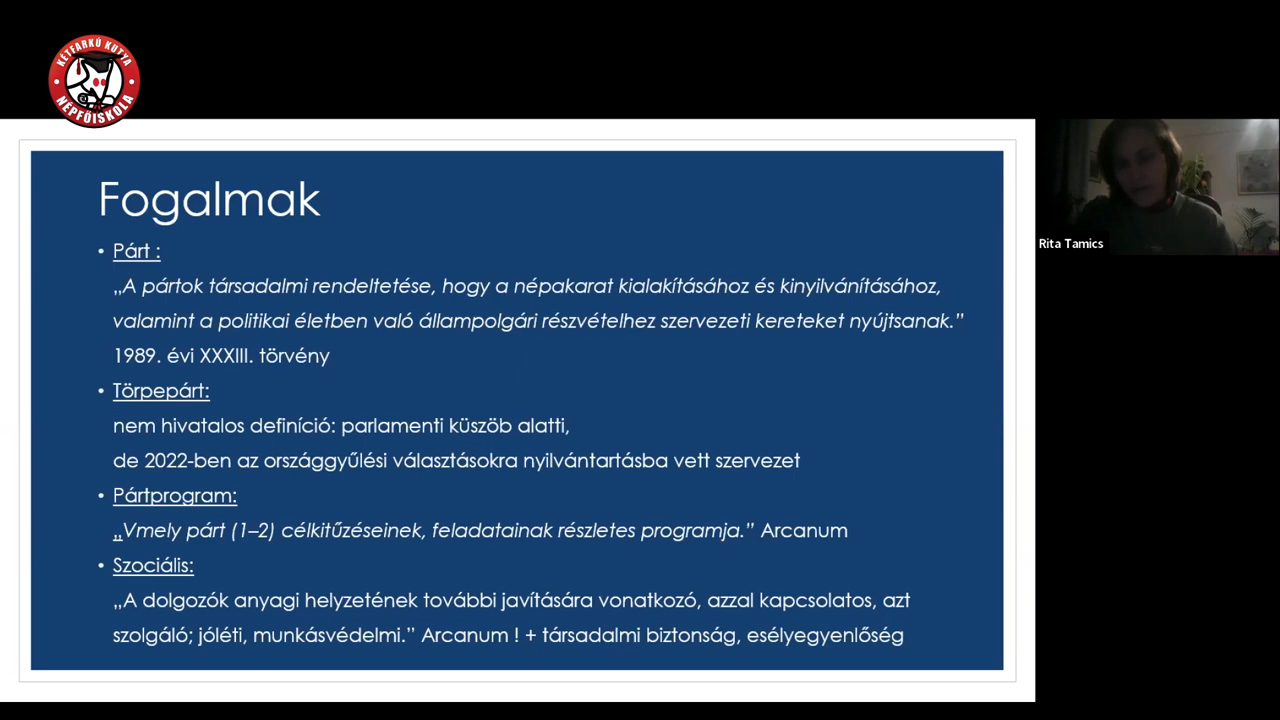 KÉTFARKÚ KUTYA
NÉPFŐISKOLA
Fogalmak
• Párt :
„A pártok társadalmi rendeltetése, hogy a népakarat kialakításához és kinyilvánításához,
valamint a politikai életben való állampolgári részvételhez szervezeti kereteket nyújtsanak.”
1989. évi XXXIII. törvény
• Törpepárt:
nem hivatalos definíció: parlamenti küszöb alatti,
de 2022-ben az országgyűlési választásokra nyilvántartásba vett szervezet
• Pártprogram:
„Vmely párt (1–2) célkitűzéseinek, feladatainak részletes programja.” Arcanum
• Szociális:
„A dolgozók anyagi helyzetének további javítására vonatkozó, azzal kapcsolatos, azt
szolgáló; jóléti, munkásvédelmi.” Arcanum ! + társadalmi biztonság, esélyegyenlőség
Rita Tamics